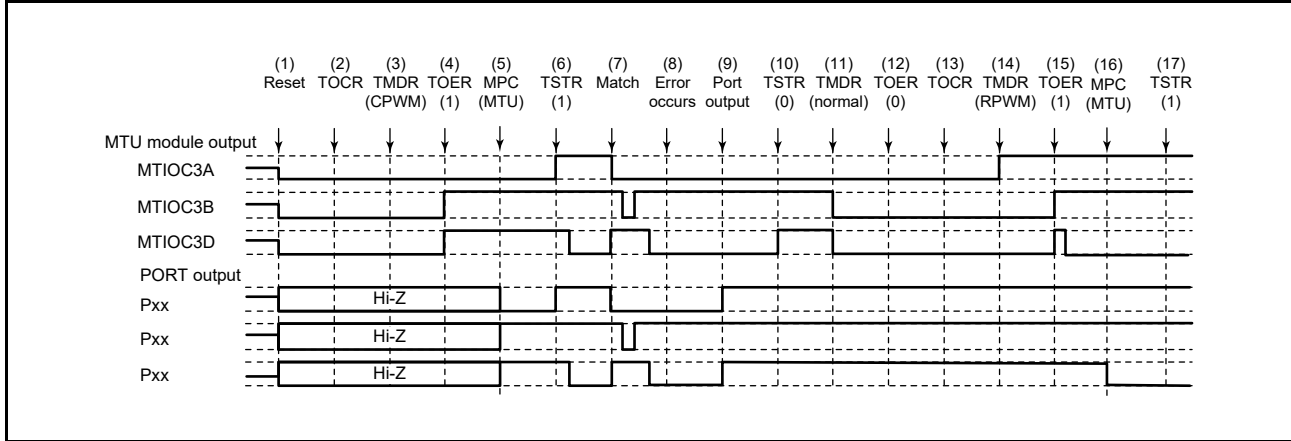 (1) (2) (3) (4) (5) (6) (7) (8) (9) (10) (11) (12) (13) (14) (15) (16) (17)
Reset TOCR TMDR TOER MPC TSTR Match Error Port TSTR TMDR TOER TOCR TMDR TOER MPC TSTR
(CPWM) (1) (MTU) (1) occurs output (0) (normal) (0) (RPWM) (1) (MTU) (1)
MTU module output
MTIOC3A
MTIOC3B
MTIOC3D
PORT output
Pxx Hi-Z
Pxx Hi-Z
Pxx Hi-Z